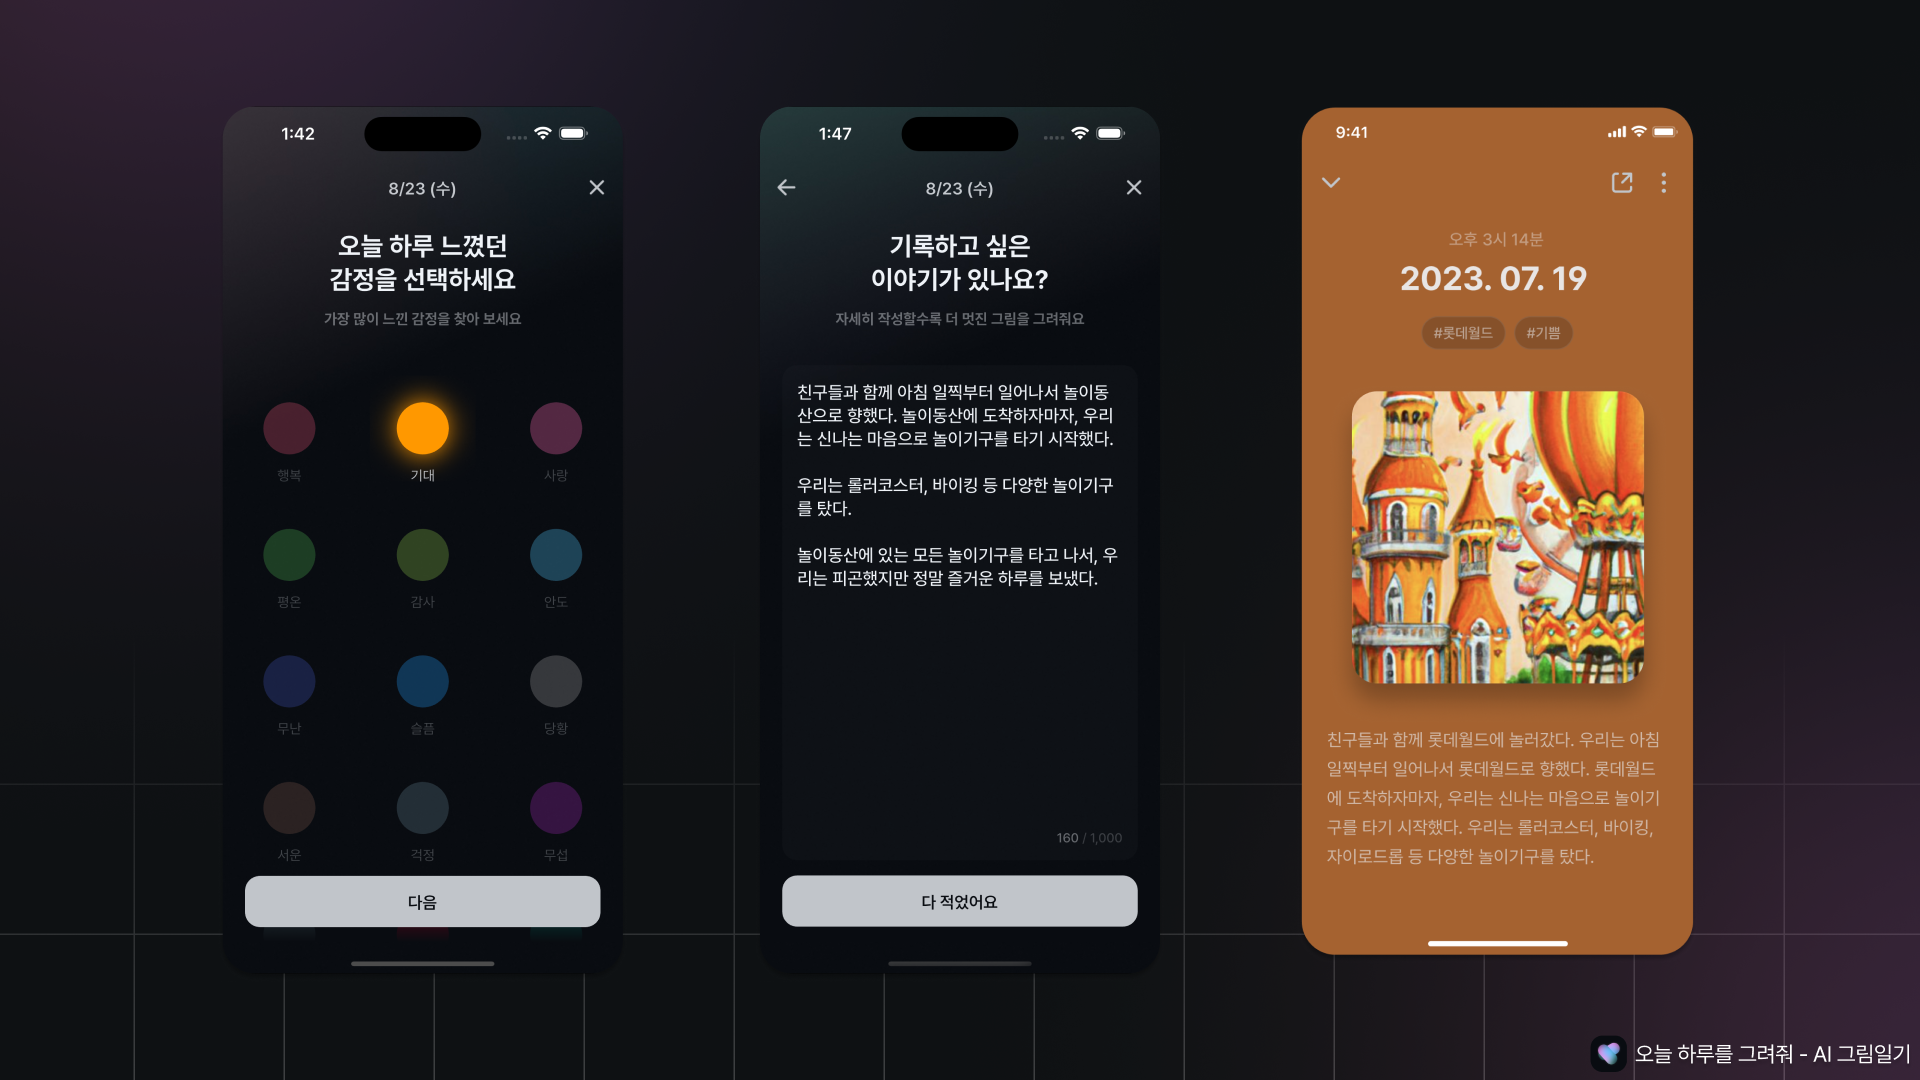 1:42
8/23 (수)
오늘 하루 느꼈던
감정을 선택하세요
가장 많이 느낀 감정을 찾아 보세요
행복
기대
사랑
평온
감사
안도
무난
슬픔
당황
서운
걱정
무섭
다음
1:47
8/23 (수)
기록하고 싶은
이야기가 있나요?
자세히 작성할수록 더 멋진 그림을 그려줘요
친구들과 함께 아침 일찍부터 일어나서 놀이동
산으로 향했다. 놀이동산에 도착하자마자, 우리
는 신나는 마음으로 놀이기구를 타기 시작했다.
우리는 롤러코스터, 바이킹 등 다양한 놀이기구
를 탔다.
놀이동산에 있는 모든 놀이기구를 타고 나서, 우
리는 피곤했지만 정말 즐거운 하루를 보냈다.
160 / 1,000
다 적었어요
9:41
오후 3시 14분
2023. 07. 19
#롯데월드
#기쁨
친구들과 함께 롯데월드에 놀러갔다. 우리는 아침
일찍부터 일어나서 롯데월드로 향했다. 롯데월드
에 도착하자마자, 우리는 신나는 마음으로 놀이기
구를 타기 시작했다. 우리는 롤러코스터, 바이킹,
자이로드롭 등 다양한 놀이기구를 탔다.
오늘 하루를 그려줘 - AI 그림일기